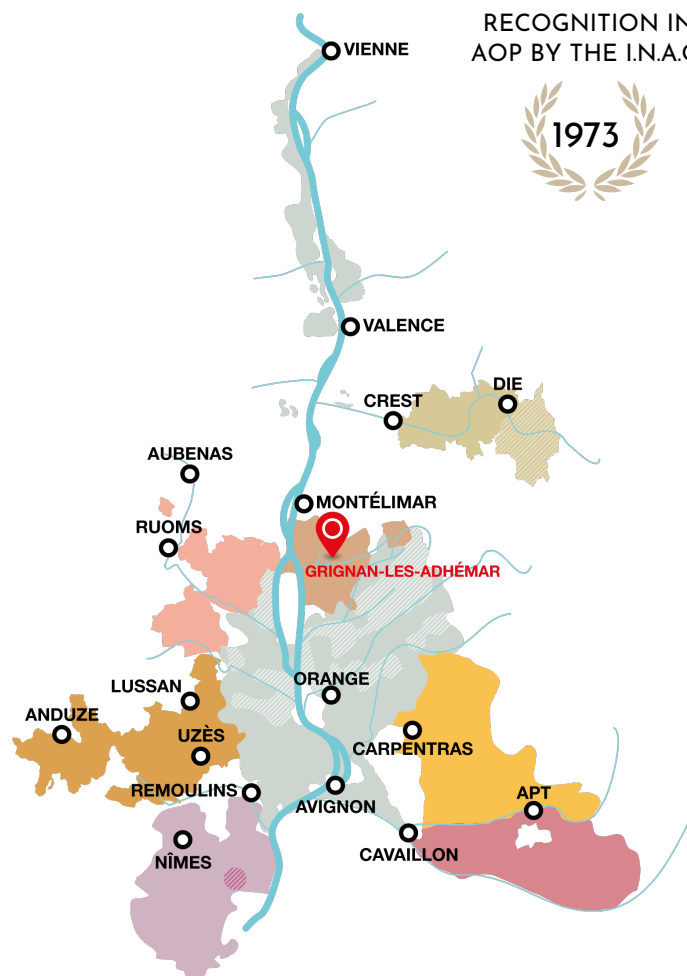 RECOGNITION IN
AOP BY THE I.N.A.O
1973
VIENNE
VALENCE
DIE
CREST
AUBENAS
MONTÉLIMAR
RUOMS
GRIGNAN-LES-ADHÉMAR
ORANGE
LUSSAN
ANDUZE
UZÈS
CARPENTRAS
REMOULINS
AVIGNON
APT
NÎMES
CAVAILLON